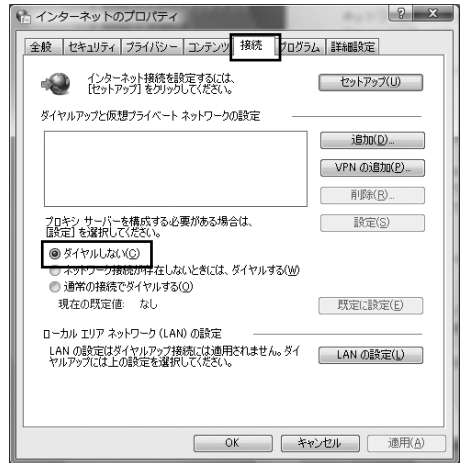 インターネットのプロパティ
全般 セキュリティ プライバシー コンテンツ 接続 プログラム 詳細設定
インターネット接続を設定するには、
[セットアップ] をクリックしてください。
セットアップ(U)
ダイヤルアップと仮想プライベート ネットワークの設定
追加(D)...
VPN の追加(P)...
削除(R)...
プロキシ サーバーを構成する必要がある場合は、
[設定] を選択してください。
設定(S)
ダイヤルしない(C)
ネットワーク接続が存在しないときには、ダイヤルする(W)
通常の接続でダイヤルする(O)
現在の既定値: なし
既定に設定(E)
ローカル エリア ネットワーク (LAN) の設定
LAN の設定はダイヤルアップ接続には適用されません。ダイ
ヤルアップには上の設定を選択してください。
LAN の設定(L)
OK キャンセル 適用(A)